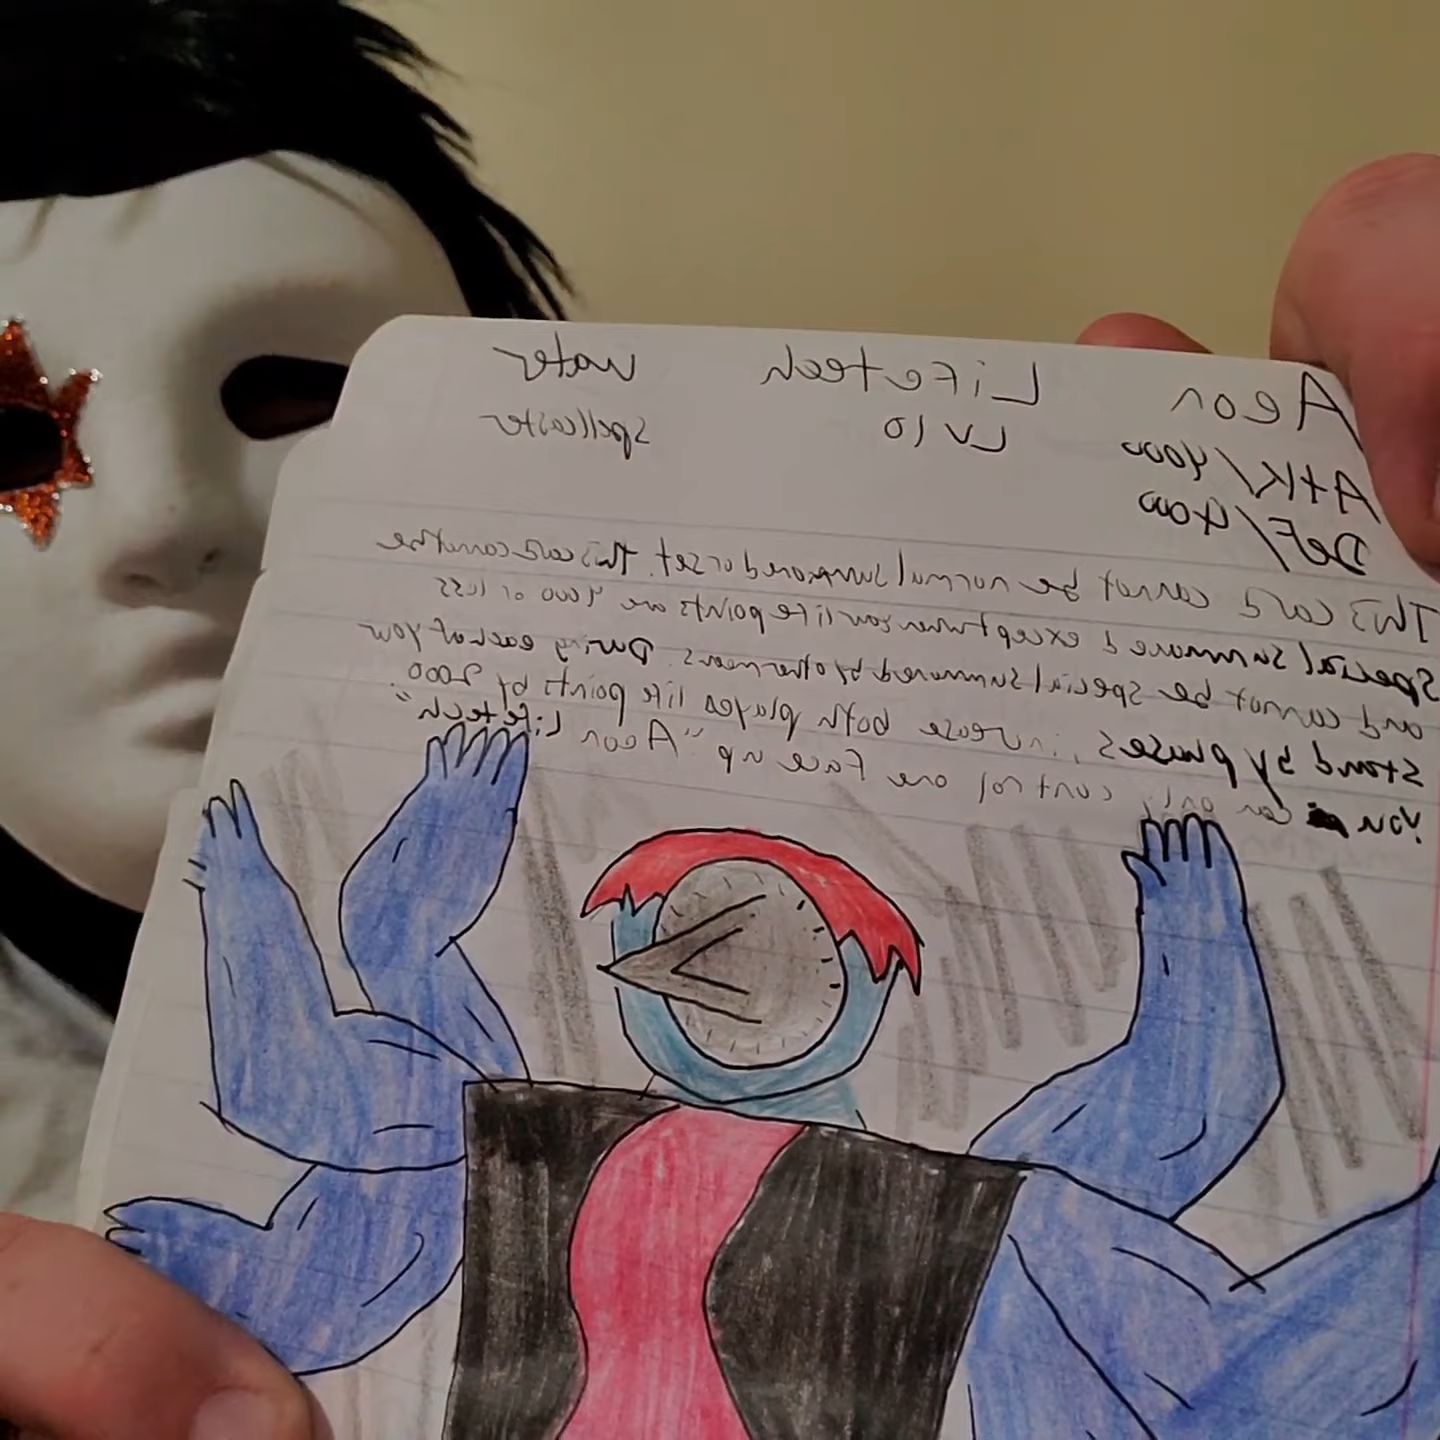 Aeon Lifetech water
Atk/4000 LV 10 spellcaster
DeF/4000
This card cannot be normal summoned or set. This card cannot be
special summoned except when your life points are 4000 or less
and cannot be special summoned by other means. During each of your
stand by phases, increase both players life points by 2000
you can only control one face up "Aeon Lifetech".